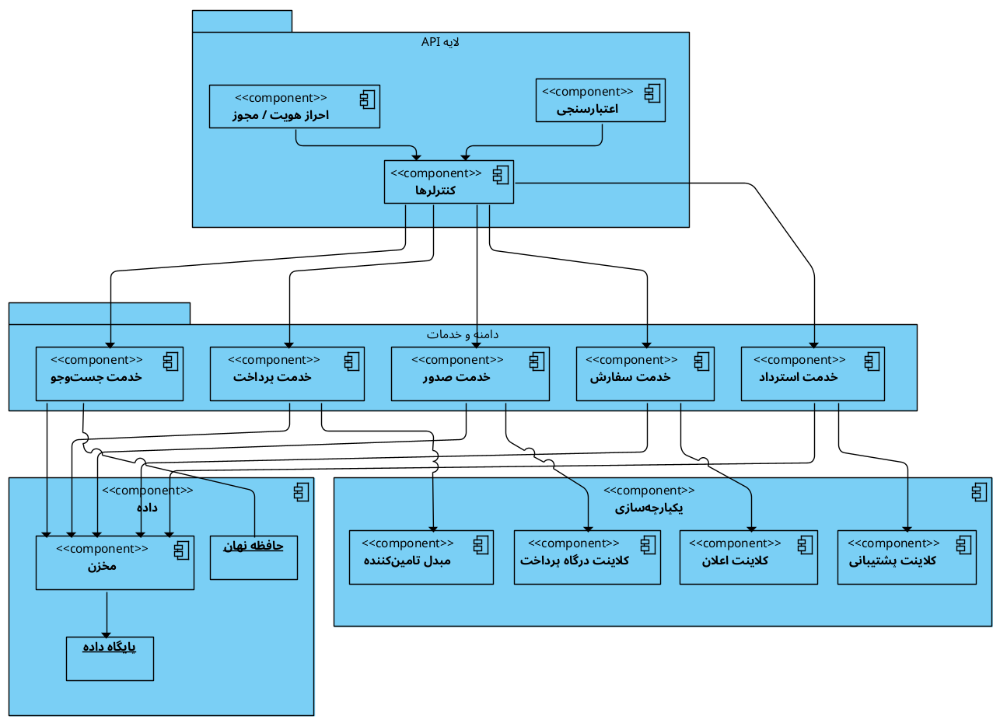 لایه API
<<component>>
احراز هویت / مجوز
<<component>>
اعتبارسنجی
<<component>>
کنترلرها
دامنه و خدمات
<<component>>
خدمت جست‌وجو
<<component>>
خدمت پرداخت
<<component>>
خدمت صدور
<<component>>
خدمت سفارش
<<component>>
خدمت استرداد
<<component>>
داده
<<component>>
مخزن
حافظه نهان
پایگاه داده
<<component>>
یکپارچه‌سازی
<<component>>
مبدل تامین‌کننده
<<component>>
کلاینت درگاه پرداخت
<<component>>
کلاینت اعلان
<<component>>
کلاینت پشتیبانی